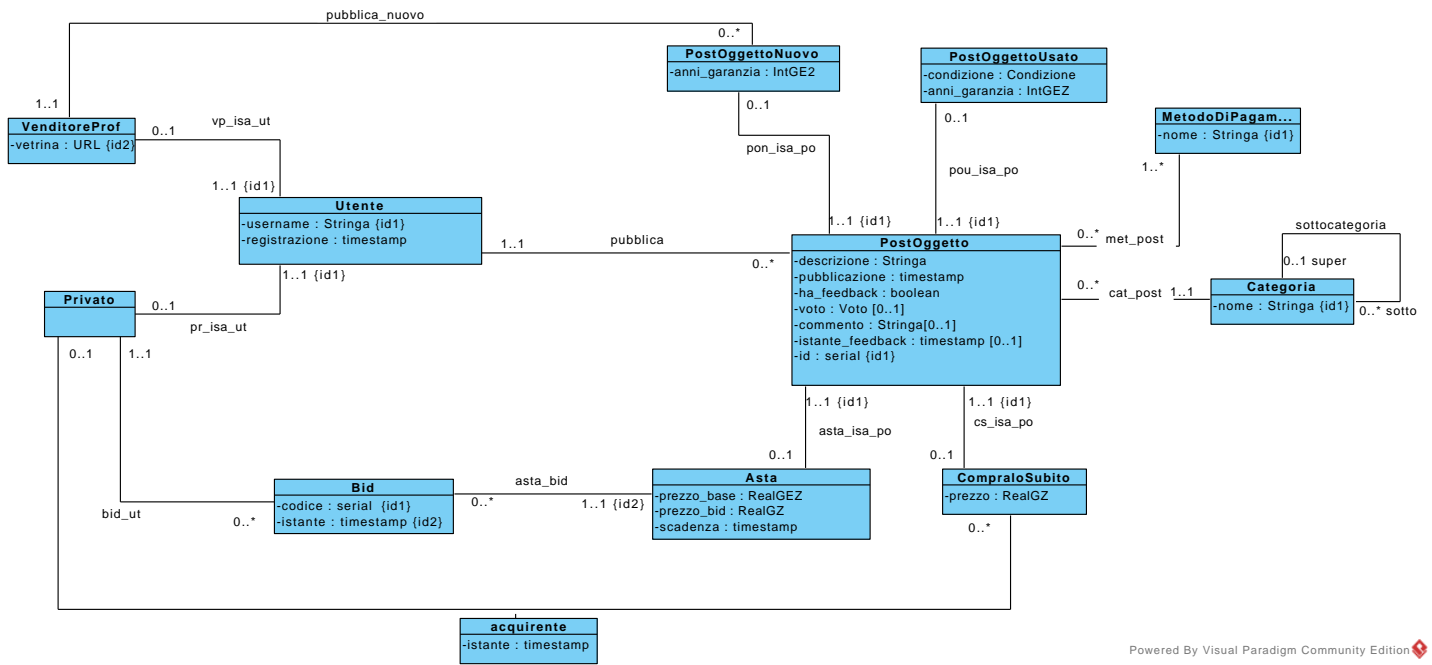 pubblica_nuovo
0..*
PostOggettoNuovo
-anni_garanzia : IntGE2
0..1
PostOggettoUsato
-condizione : Condizione
-anni_garanzia : IntGEZ
0..1
1..1
VenditoreProf
-vetrina : URL {id2}
0..1
vp_isa_ut
pon_isa_po
pou_isa_po
MetodoDiPagam...
-nome : Stringa {id1}
1..*
1..1 {id1}
Utente
-username : Stringa {id1}
-registrazione : timestamp
1..1
pubblica
0..*
1..1 {id1}
1..1 {id1}
PostOggetto
-descrizione : Stringa
-pubblicazione : timestamp
-ha_feedback : boolean
-voto : Voto [0..1]
-commento : Stringa[0..1]
-istante_feedback : timestamp [0..1]
-id : serial {id1}
0..*
met_post
sottocategoria
0..1 super
0..*
cat_post
1..1
Categoria
-nome : Stringa {id1}
0..* sotto
1..1 {id1}
Privato
0..1
pr_isa_ut
0..1
1..1
1..1 {id1}
asta_isa_po
0..1
1..1 {id1}
cs_isa_po
0..1
bid_ut
0..*
Bid
-codice : serial {id1}
-istante : timestamp {id2}
0..*
asta_bid
1..1 {id2}
Asta
-prezzo_base : RealGEZ
-prezzo_bid : RealGZ
-scadenza : timestamp
CompraloSubito
-prezzo : RealGZ
0..*
acquirente
-istante : timestamp
Powered By Visual Paradigm Community Edition